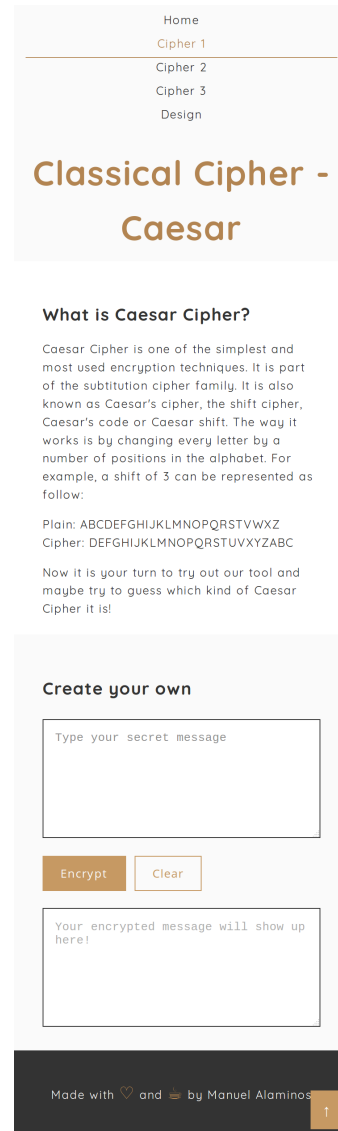 Home
Cipher 1
Cipher 2
Cipher 3
Design
Classical Cipher -
Caesar
What is Caesar Cipher?
Caesar Cipher is one of the simplest and
most used encryption techniques. It is part
of the subtitution cipher family. It is also
known as Caesar's cipher, the shift cipher,
Caesar's code or Caesar shift. The way it
works is by changing every letter by a
number of positions in the alphabet. For
example, a shift of 3 can be represented as
follow:
Plain: ABCDEFGHIJKLMNOPQRSTVWXZ
Cipher: DEFGHIJKLMNOPQRSTUVXYZABC
Now it is your turn to try out our tool and
maybe try to guess which kind of Caesar
Cipher it is!
Create your own
Type your secret message
Encrypt Clear
Your encrypted message will show up
here!
Made with ♡ and ☕ by Manuel Alaminos
↑